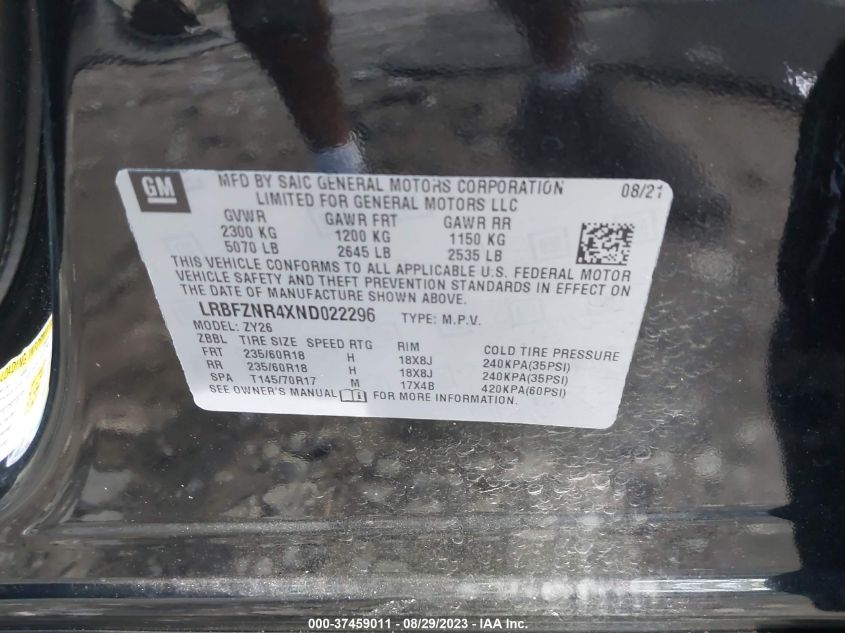 GM
MFD BY SAIC GENERAL MOTORS CORPORATION 08/21
LIMITED FOR GENERAL MOTORS LLC
GVWR GAWR FRT GAWR RR
2300 KG 1200 KG 1150 KG
5070 LB 2645 LB 2535 LB
THIS VEHICLE CONFORMS TO ALL APPLICABLE U.S. FEDERAL MOTOR
VEHICLE SAFETY AND THEFT PREVENTION STANDARDS IN EFFECT ON
THE DATE OF MANUFACTURE SHOWN ABOVE.
LRBFZNR4XND022296 TYPE: M.P.V.
MODEL: ZY26
ZBBL TIRE SIZE SPEED RTG RIM COLD TIRE PRESSURE
FRT 235/60R18 H 18X8J 240KPA(35PSI)
RR 235/60R18 H 18X8J 240KPA(35PSI)
SPA T145/70R17 M 17X4B 420KPA(60PSI)
SEE OWNER'S MANUAL FOR MORE INFORMATION.
000-37459011 - 08/29/2023 - IAA Inc.